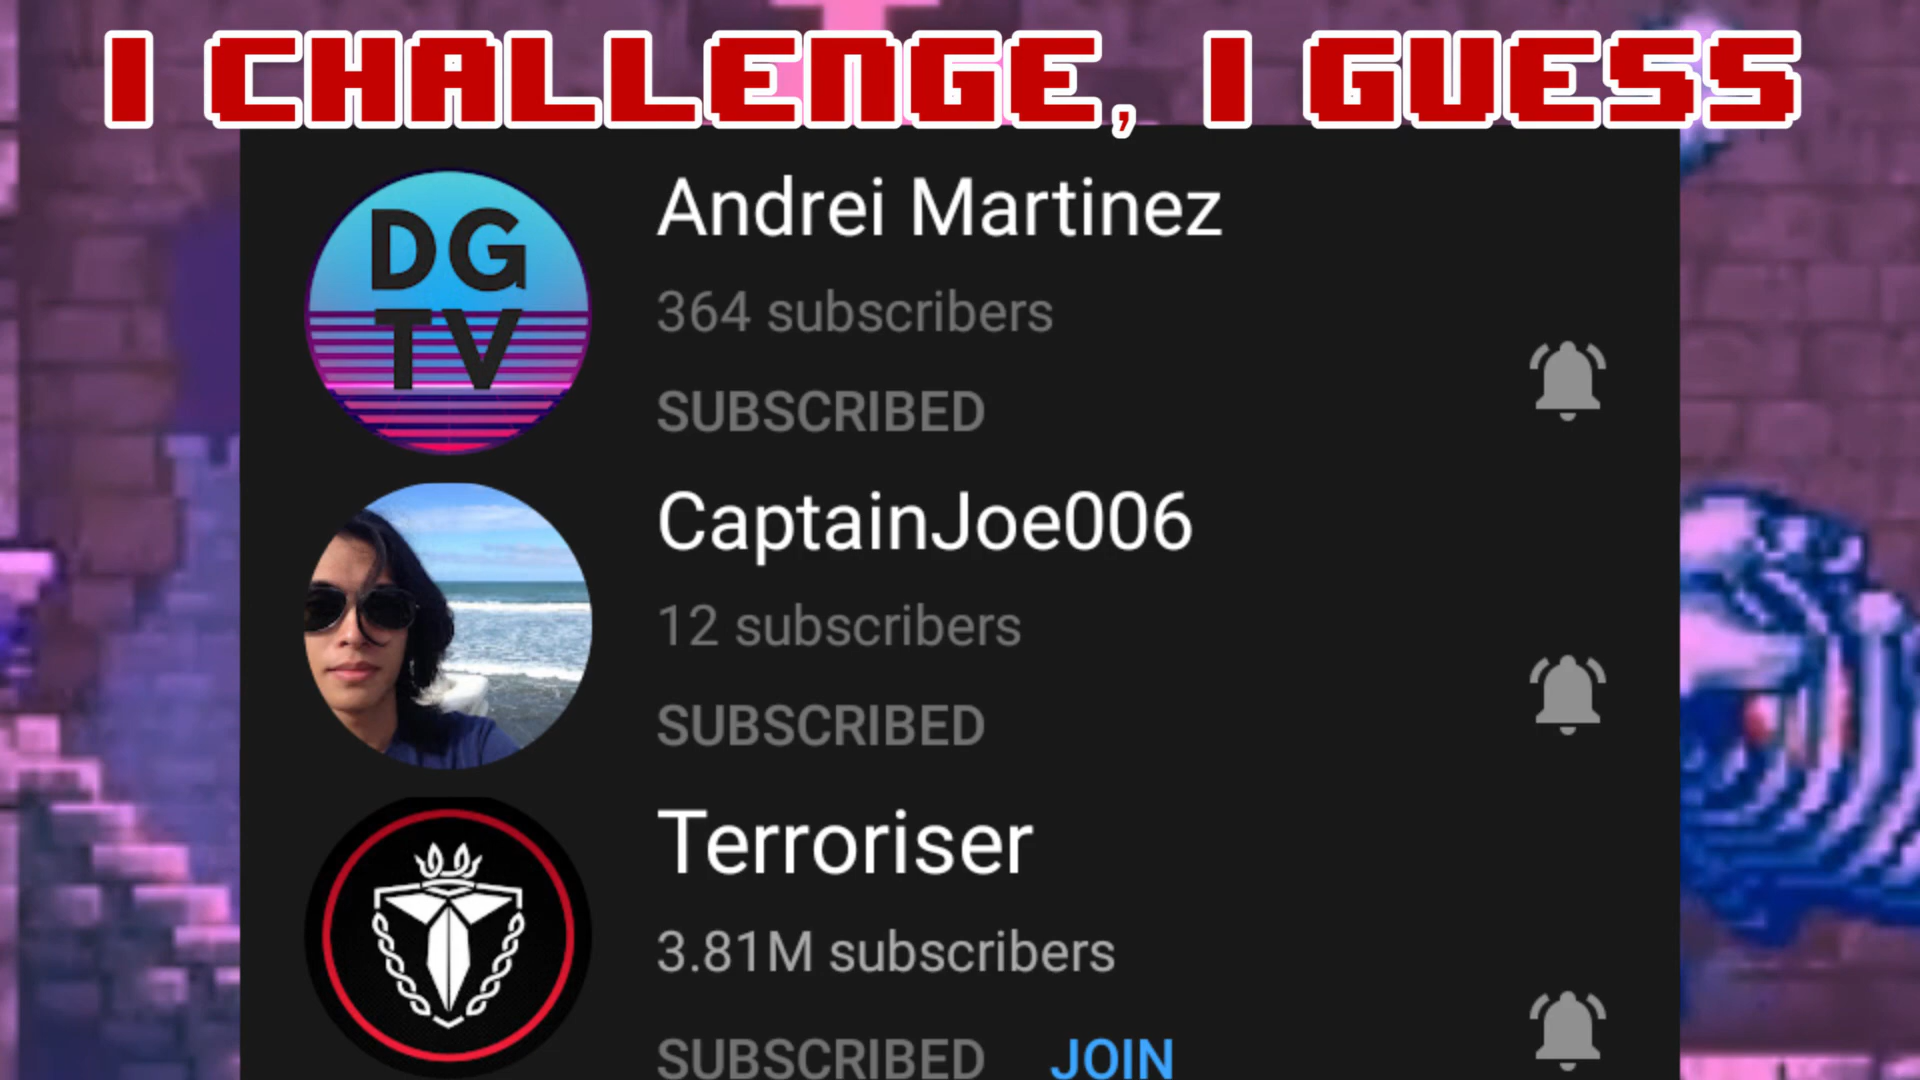 I CHALLENGE, I GUESS
DG
TV
Andrei Martinez
364 subscribers
SUBSCRIBED
CaptainJoe006
12 subscribers
SUBSCRIBED
Terroriser
3.81M subscribers
SUBSCRIBED JOIN